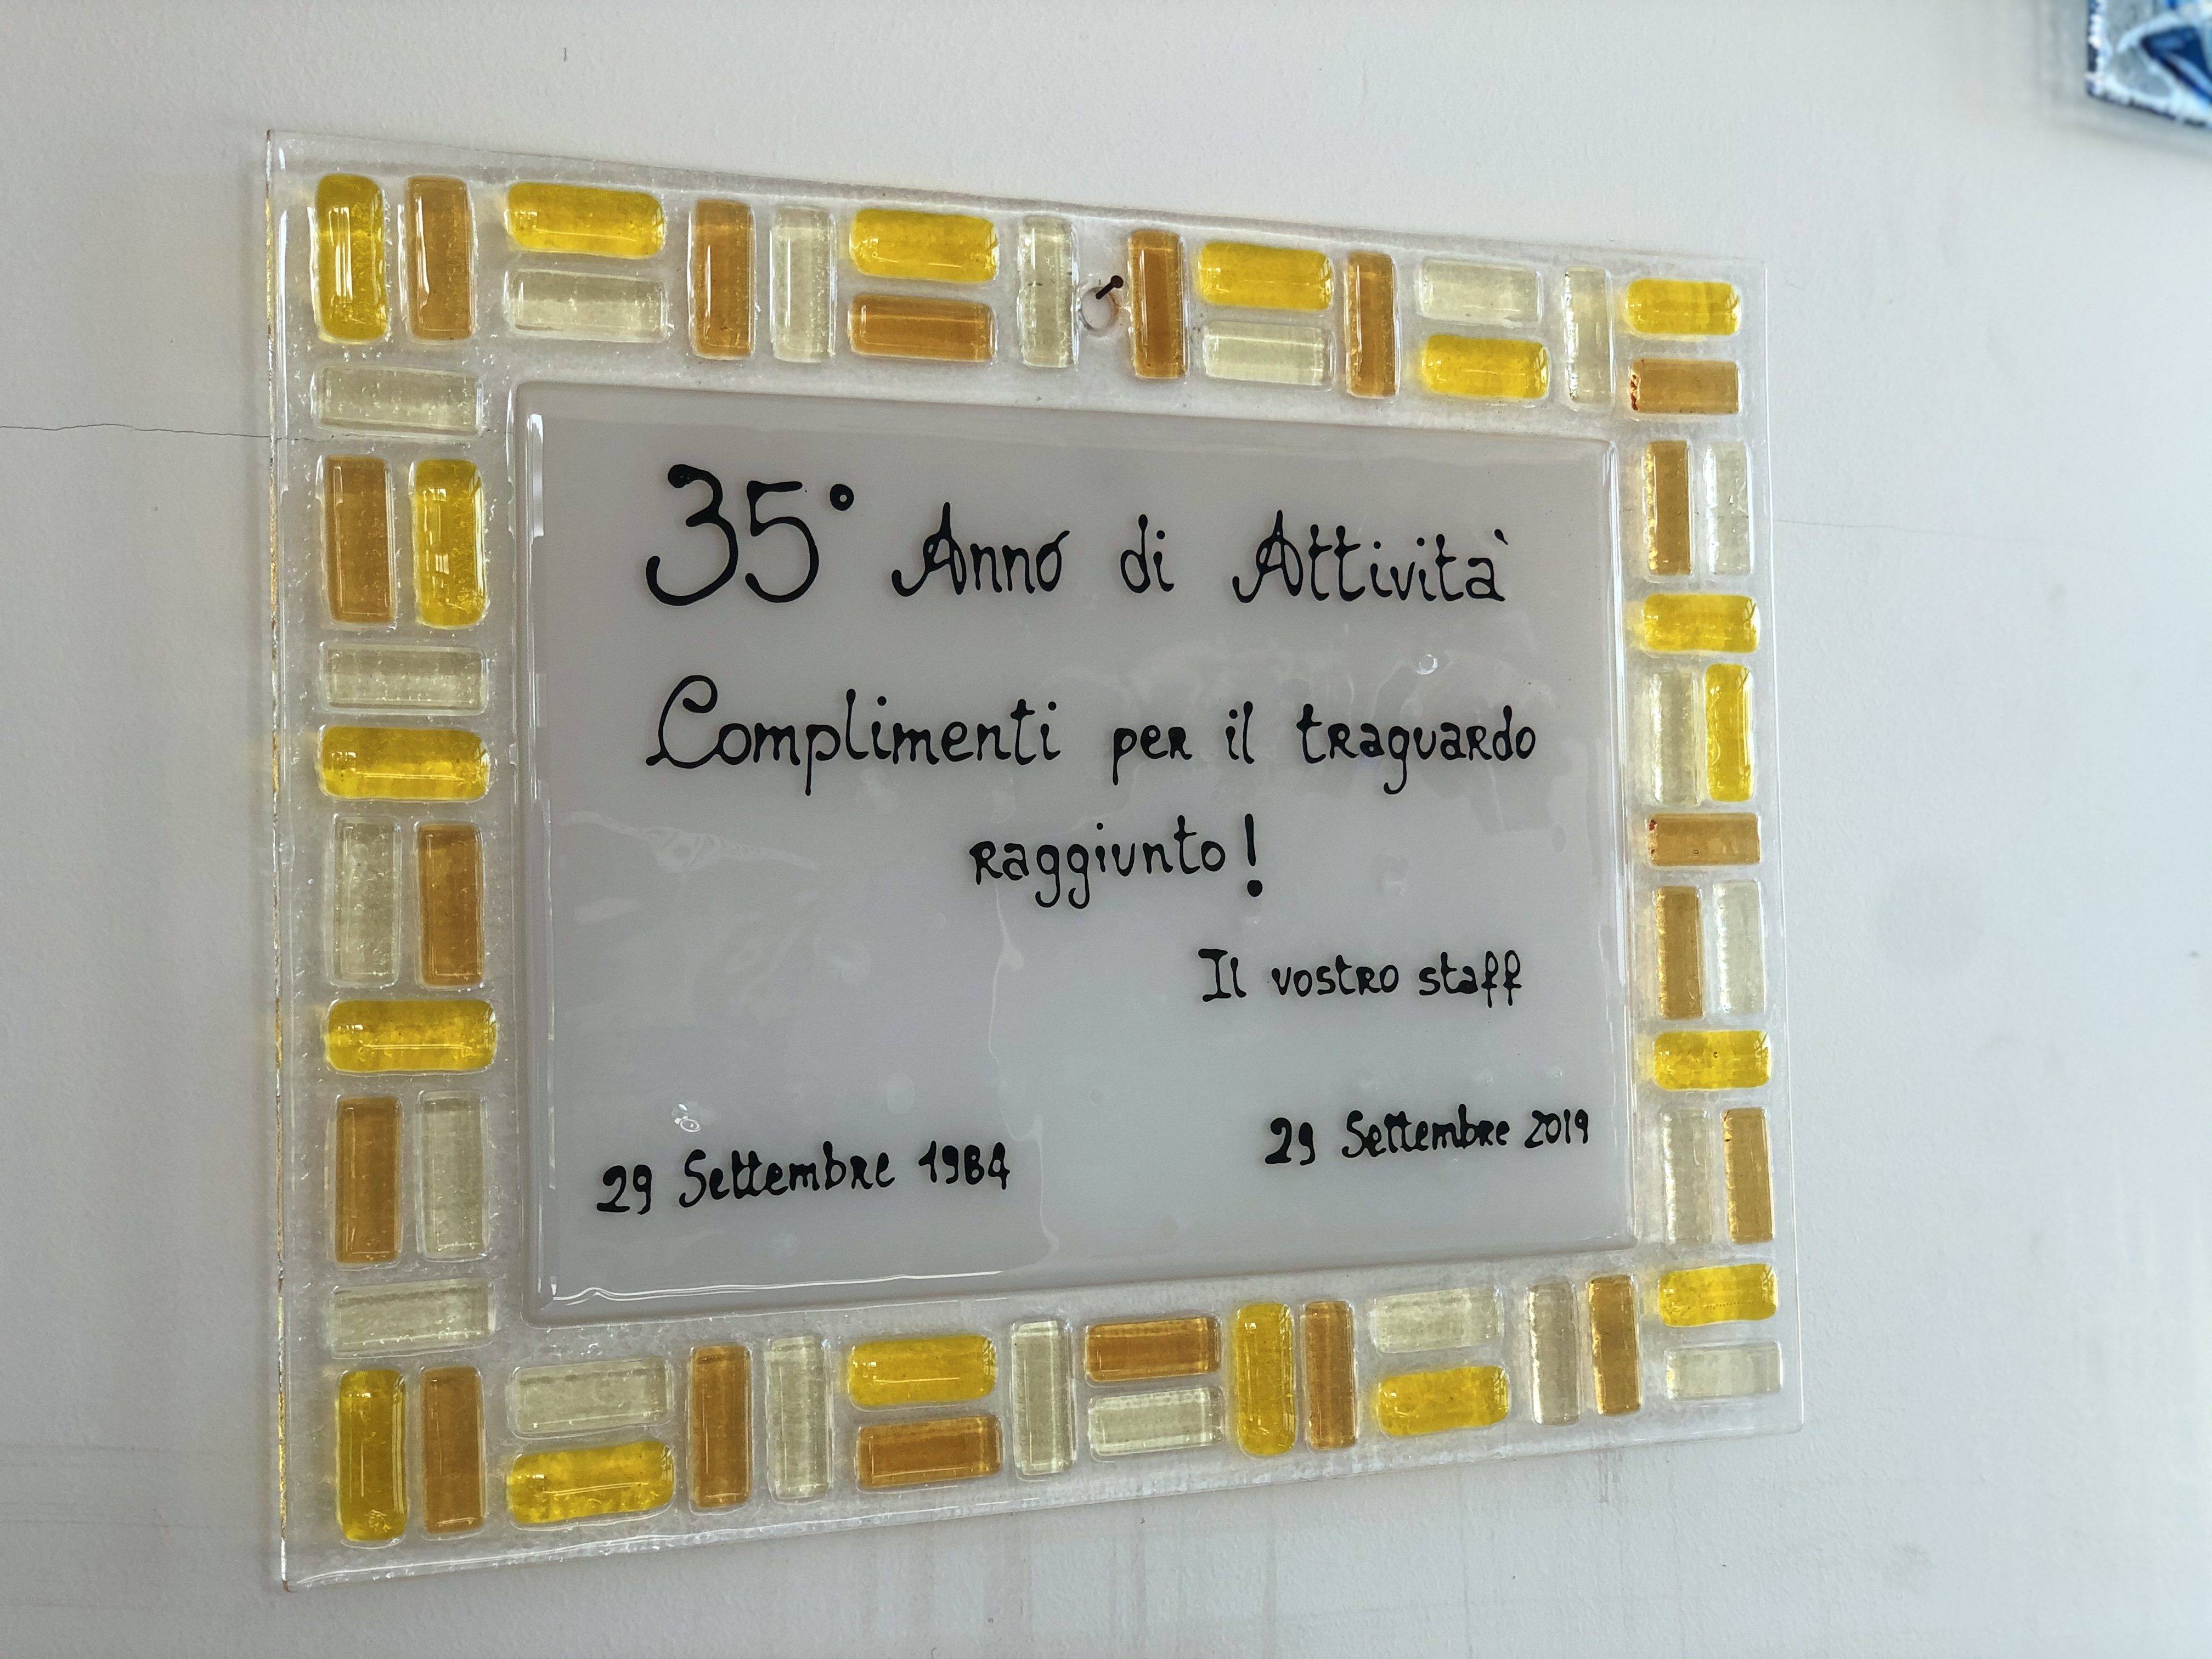 35° Anno di Attività
Complimenti per il traguardo
raggiunto!
Il vostro staff
29 Settembre 1984
29 Settembre 2019